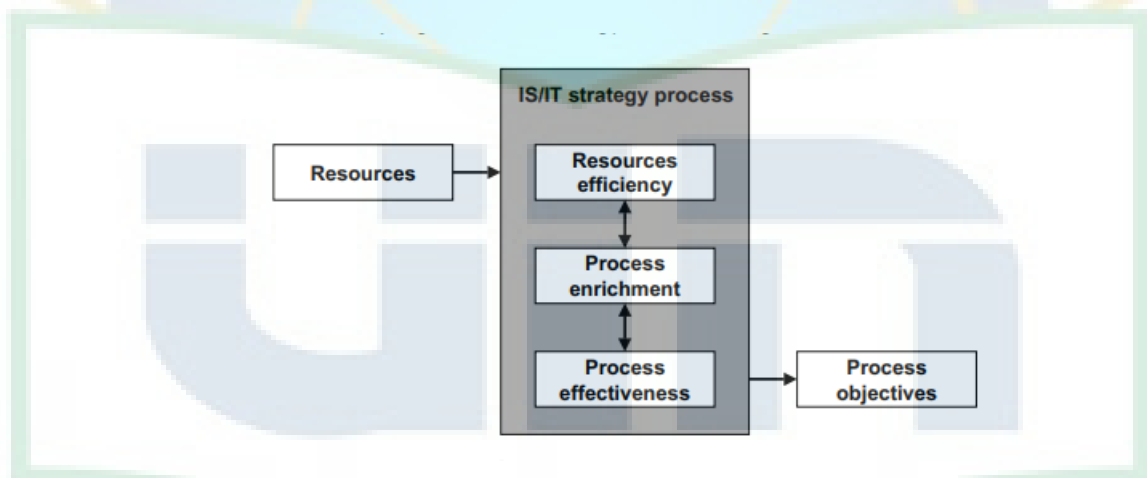 IS/IT strategy process
Resources
Resources
efficiency
Process
enrichment
Process
effectiveness
Process
objectives